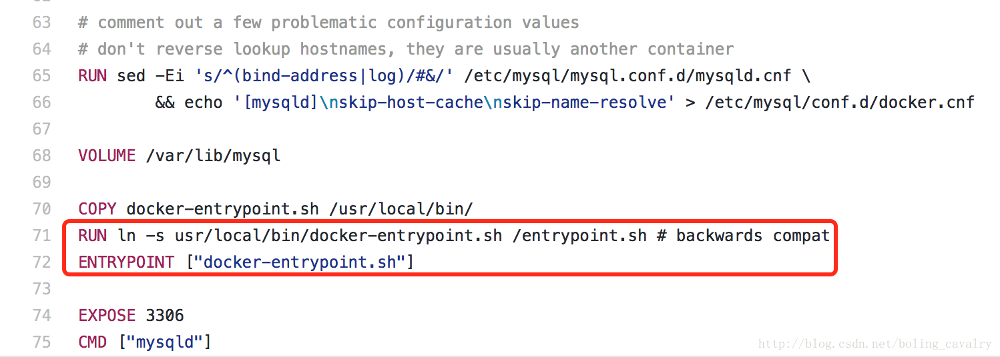 63 # comment out a few problematic configuration values
64 # don't reverse lookup hostnames, they are usually another container
65 RUN sed -Ei 's/^(bind-address|log)/#&/' /etc/mysql/mysql.conf.d/mysqld.cnf \
66         && echo '[mysqld]\nskip-host-cache\nskip-name-resolve' > /etc/mysql/conf.d/docker.cnf
67
68 VOLUME /var/lib/mysql
69
70 COPY docker-entrypoint.sh /usr/local/bin/
71 RUN ln -s usr/local/bin/docker-entrypoint.sh /entrypoint.sh # backwards compat
72 ENTRYPOINT ["docker-entrypoint.sh"]
73
74 EXPOSE 3306
75 CMD ["mysqld"]
http://blog.csdn.net/boling_cavalry